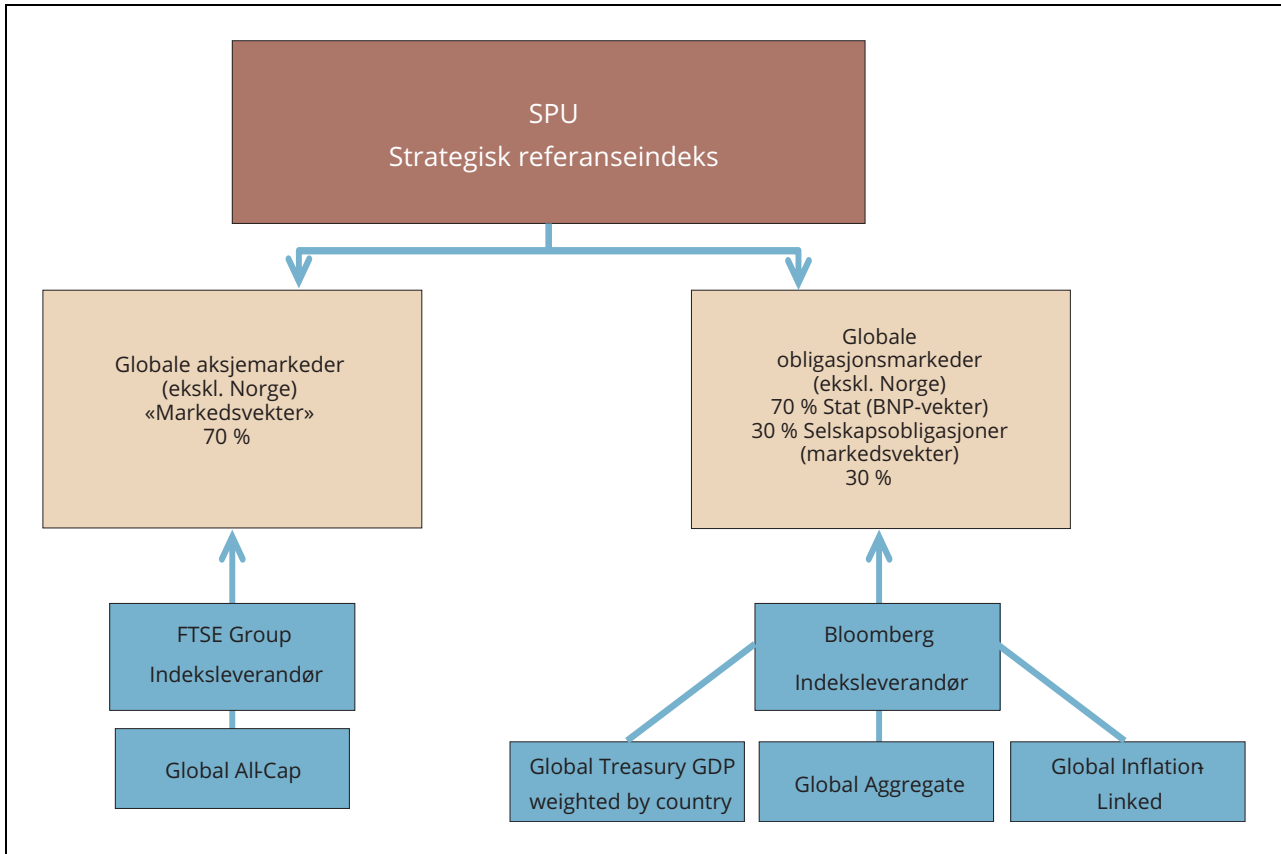 SPU
Strategisk referanseindeks
Globale aksjemarkeder
(ekskl. Norge)
«Markedsvekter»
70 %
Globale
obligasjonsmarkeder
(ekskl. Norge)
70 % Stat (BNP-vekter)
30 % Selskapsobligasjoner
(markedsvekter)
30 %
FTSE Group
Indeksleverandør
Global All-Cap
Bloomberg
Indeksleverandør
Global Treasury GDP
weighted by country
Global Aggregate
Global Inflation-
Linked